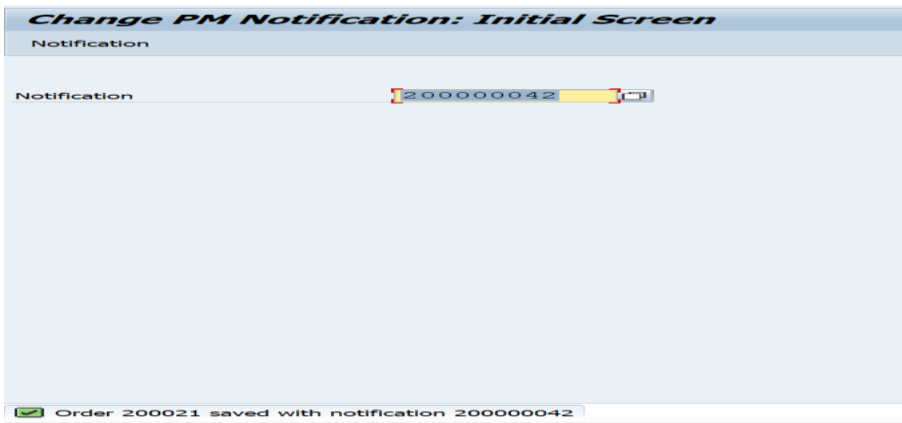 Change PM Notification: Initial Screen
Notification
Notification 200000042
Order 200021 saved with notification 200000042